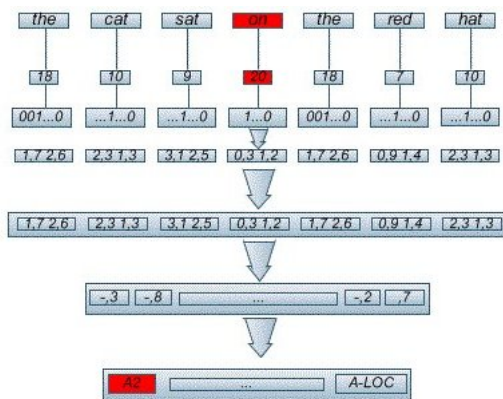 the cat sat on the red hat
18 10 9 20 18 7 10
001...0 ...1...0 ...1...0 1...0 001...0 ...1...0 ...1...0
1,7 2,6 2,3 1,3 3,1 2,5 0,3 1,2 1,7 2,6 0,9 1,4 2,3 1,3
1,7 2,6 2,3 1,3 3,1 2,5 0,3 1,2 1,7 2,6 0,9 1,4 2,3 1,3
-,3 -,8 ... -,2 ,7
A2 ... A-LOC